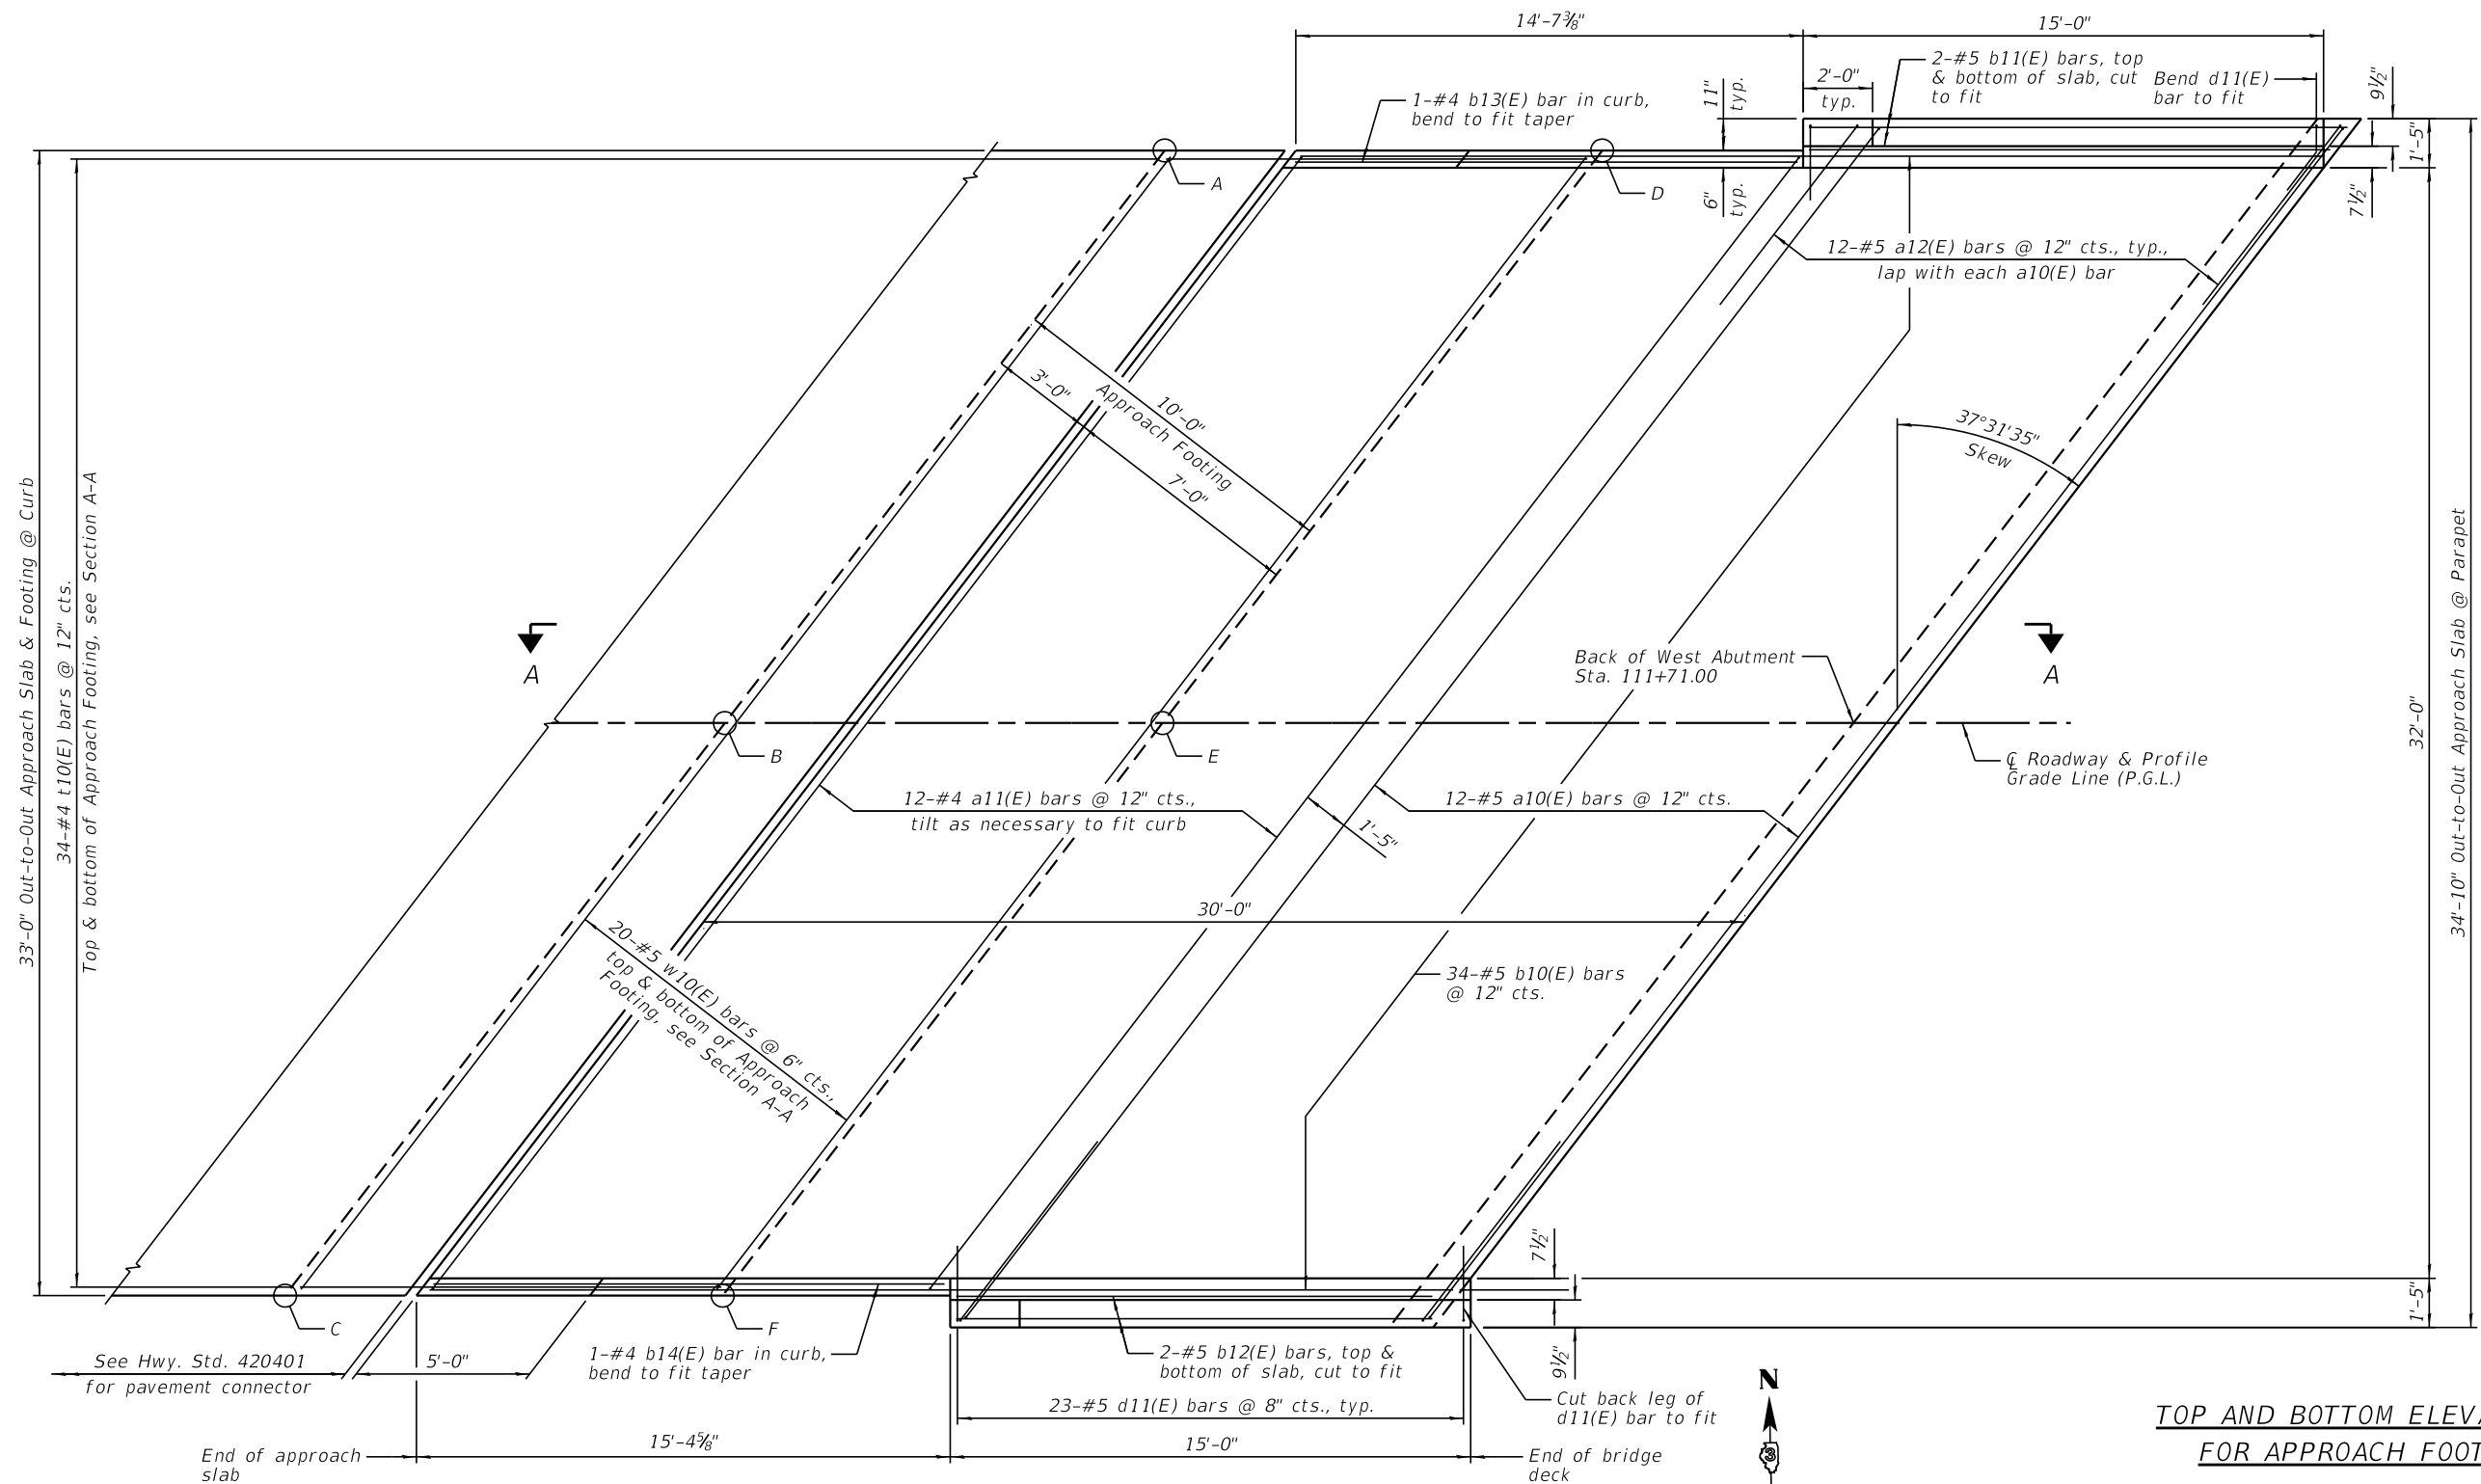 14'-7⅜"
15'-0"
2-#5 b11(E) bars, top
& bottom of slab, cut
to fit
Bend d11(E)
bar to fit
2'-0"
typ.
11"
typ.
9½"
1'-5"
1-#4 b13(E) bar in curb,
bend to fit taper
A
D
6"
typ.
7½"
12-#5 a12(E) bars @ 12" cts., typ.,
lap with each a10(E) bar
3'-0"
10'-0"
Approach Footing
7'-0"
37°31'35"
Skew
33'-0" Out-to-Out Approach Slab & Footing @ Curb
34-#4 t10(E) bars @ 12" cts.
Top & bottom of Approach Footing, see Section A-A
32'-0"
34'-10" Out-to-Out Approach Slab @ Parapet
A
A
Back of West Abutment
Sta. 111+71.00
B
E
℄ Roadway & Profile
Grade Line (P.G.L.)
12-#4 a11(E) bars @ 12" cts.,
tilt as necessary to fit curb
12-#5 a10(E) bars @ 12" cts.
1'-5"
30'-0"
20-#5 w10(E) bars @ 6" cts.,
top & bottom of Approach
Footing, see Section A-A
34-#5 b10(E) bars
@ 12" cts.
7½"
1'-5"
C
F
See Hwy. Std. 420401
for pavement connector
5'-0"
1-#4 b14(E) bar in curb,
bend to fit taper
2-#5 b12(E) bars, top &
bottom of slab, cut to fit
9½"
23-#5 d11(E) bars @ 8" cts., typ.
Cut back leg of
d11(E) bar to fit
N
3
15'-4⅝"
15'-0"
End of approach
slab
End of bridge
deck
TOP AND BOTTOM ELEVA
FOR APPROACH FOOT